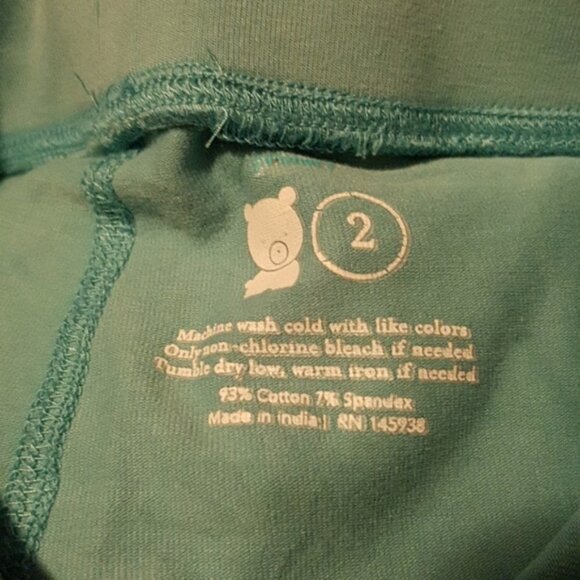 2
Machine wash cold with like colors
Only non-chlorine bleach if needed
Tumble dry low, warm iron if needed
93% Cotton 7% Spandex
Made in India | RN 145938